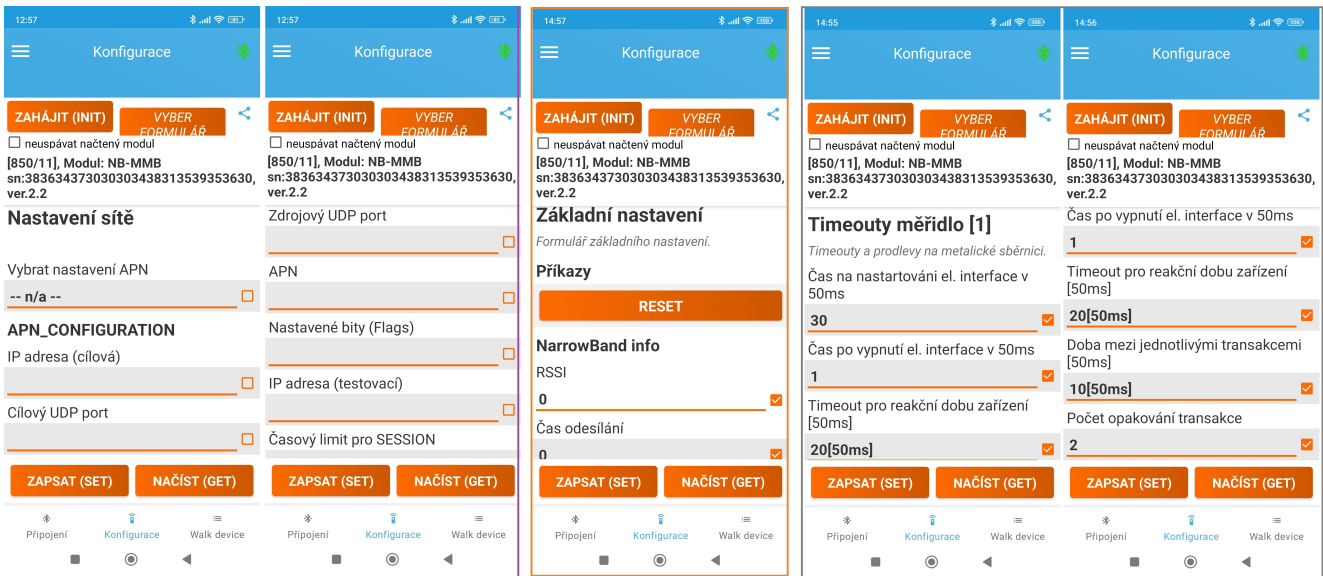 12:57
49
Konfigurace
ZAHÁJIT (INIT)
VYBER
FORMULÁŘ
neuspávat načtený modul
[850/11], Modul: NB-MMB
sn:383634373030303438313539353630,
ver.2.2
Nastavení sítě
Vybrat nastavení APN
-- n/a --
APN_CONFIGURATION
IP adresa (cílová)
Cílový UDP port
ZAPSAT (SET)
NAČÍST (GET)
Připojení
Konfigurace
Walk device
12:57
49
Konfigurace
ZAHÁJIT (INIT)
VYBER
FORMULÁŘ
neuspávat načtený modul
[850/11], Modul: NB-MMB
sn:383634373030303438313539353630,
ver.2.2
Zdrojový UDP port
APN
Nastavené bity (Flags)
IP adresa (testovací)
Časový limit pro SESSION
ZAPSAT (SET)
NAČÍST (GET)
Připojení
Konfigurace
Walk device
14:57
100
Konfigurace
ZAHÁJIT (INIT)
VYBER
FORMULÁŘ
neuspávat načtený modul
[850/11], Modul: NB-MMB
sn:383634373030303438313539353630,
ver.2.2
Základní nastavení
Formulář základního nastavení.
Příkazy
RESET
NarrowBand info
RSSI
0
Čas odesílání
0
ZAPSAT (SET)
NAČÍST (GET)
Připojení
Konfigurace
Walk device
14:55
100
Konfigurace
ZAHÁJIT (INIT)
VYBER
FORMULÁŘ
neuspávat načtený modul
[850/11], Modul: NB-MMB
sn:383634373030303438313539353630,
ver.2.2
Timeouty měřidlo [1]
Timeouty a prodlevy na metalické sběrnici.
Čas na nastartováni el. interface v
50ms
30
Čas po vypnutí el. interface v 50ms
1
Timeout pro reakční dobu zařízení
[50ms]
20[50ms]
ZAPSAT (SET)
NAČÍST (GET)
Připojení
Konfigurace
Walk device
14:56
100
Konfigurace
ZAHÁJIT (INIT)
VYBER
FORMULÁŘ
neuspávat načtený modul
[850/11], Modul: NB-MMB
sn:383634373030303438313539353630,
ver.2.2
Čas po vypnutí el. interface v 50ms
1
Timeout pro reakční dobu zařízení
[50ms]
20[50ms]
Doba mezi jednotlivými transakcemi
[50ms]
10[50ms]
Počet opakování transakce
2
ZAPSAT (SET)
NAČÍST (GET)
Připojení
Konfigurace
Walk device